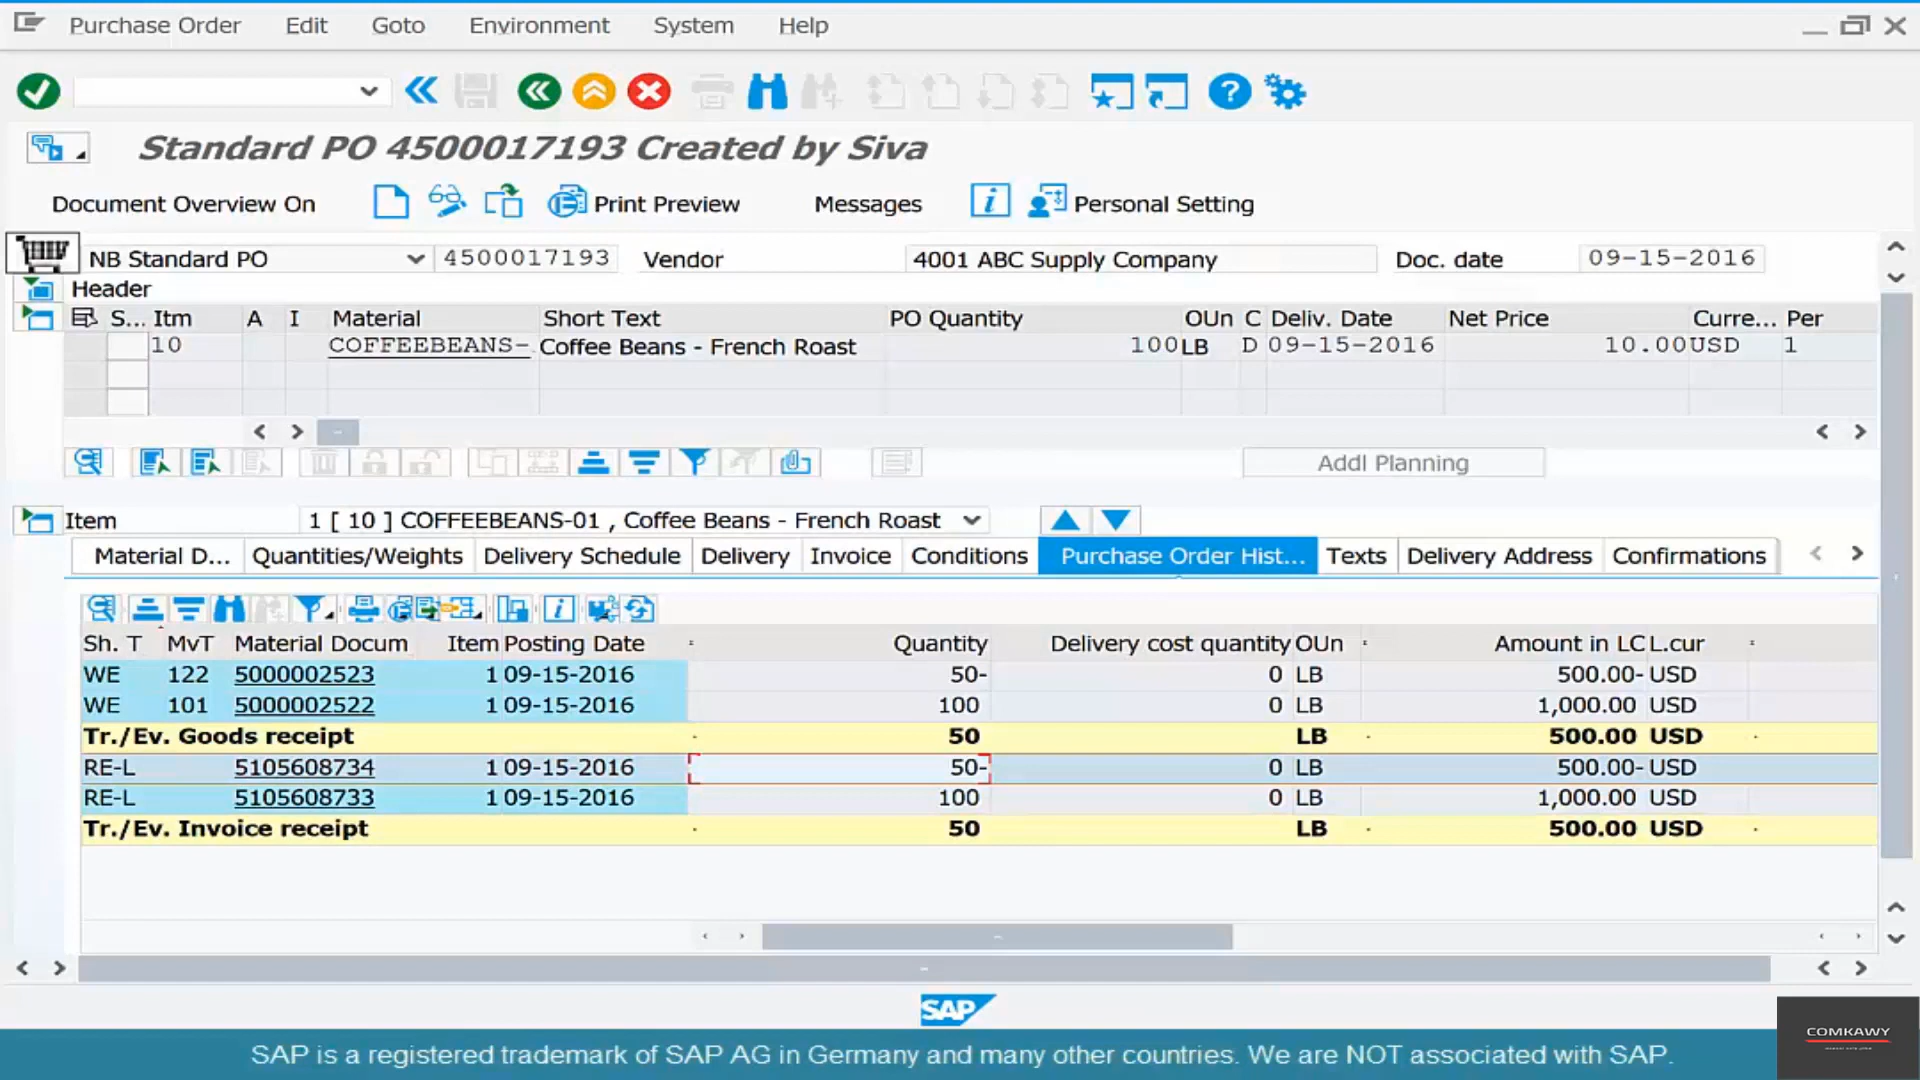 Purchase Order Edit Goto Environment System Help
Standard PO 4500017193 Created by Siva
Document Overview On Print Preview Messages Personal Setting
NB Standard PO 4500017193 Vendor 4001 ABC Supply Company Doc. date 09-15-2016
Header
S... Itm A I Material Short Text PO Quantity OUn C Deliv. Date Net Price Curre... Per
10 COFFEEBEANS- Coffee Beans - French Roast 100 LB D 09-15-2016 10.00 USD 1
Addl Planning
Item 1 [ 10 ] COFFEEBEANS-01 , Coffee Beans - French Roast
Material D... Quantities/Weights Delivery Schedule Delivery Invoice Conditions Purchase Order Hist... Texts Delivery Address Confirmations
Sh. T MvT Material Docum Item Posting Date Quantity Delivery cost quantity OUn Amount in LC L.cur
WE 122 5000002523 1 09-15-2016 50- 0 LB 500.00- USD
WE 101 5000002522 1 09-15-2016 100 0 LB 1,000.00 USD
Tr./Ev. Goods receipt 50 LB 500.00 USD
RE-L 5105608734 1 09-15-2016 50- 0 LB 500.00- USD
RE-L 5105608733 1 09-15-2016 100 0 LB 1,000.00 USD
Tr./Ev. Invoice receipt 50 LB 500.00 USD
SAP
SAP is a registered trademark of SAP AG in Germany and many other countries. We are NOT associated with SAP.
COMKAWY